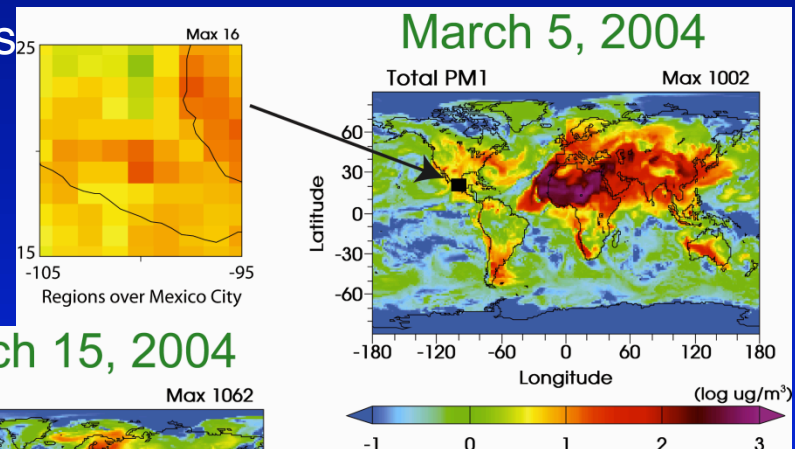 s
Max 16
25
15
-105
-95
Regions over Mexico City
March 5, 2004
Total PM1 Max 1002
Latitude
60
30
0
-30
-60
-180 -120 -60 0 60 120 180
Longitude
(log ug/m³)
-1 0 1 2 3
ch 15, 2004
Max 1062